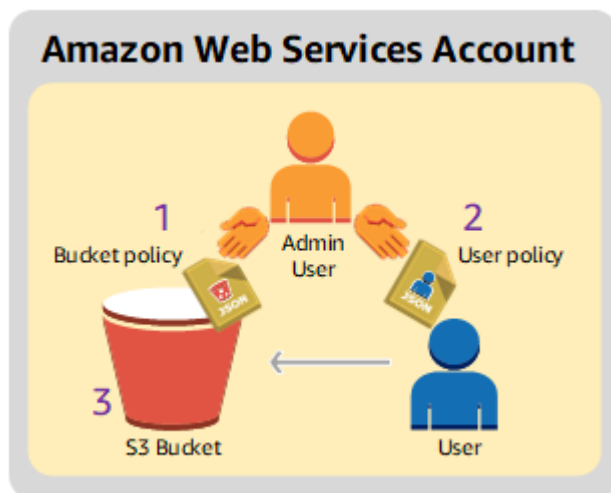 Amazon Web Services Account
1
Bucket policy
Admin
User
2
User policy
JSON
JSON
3
S3 Bucket
User